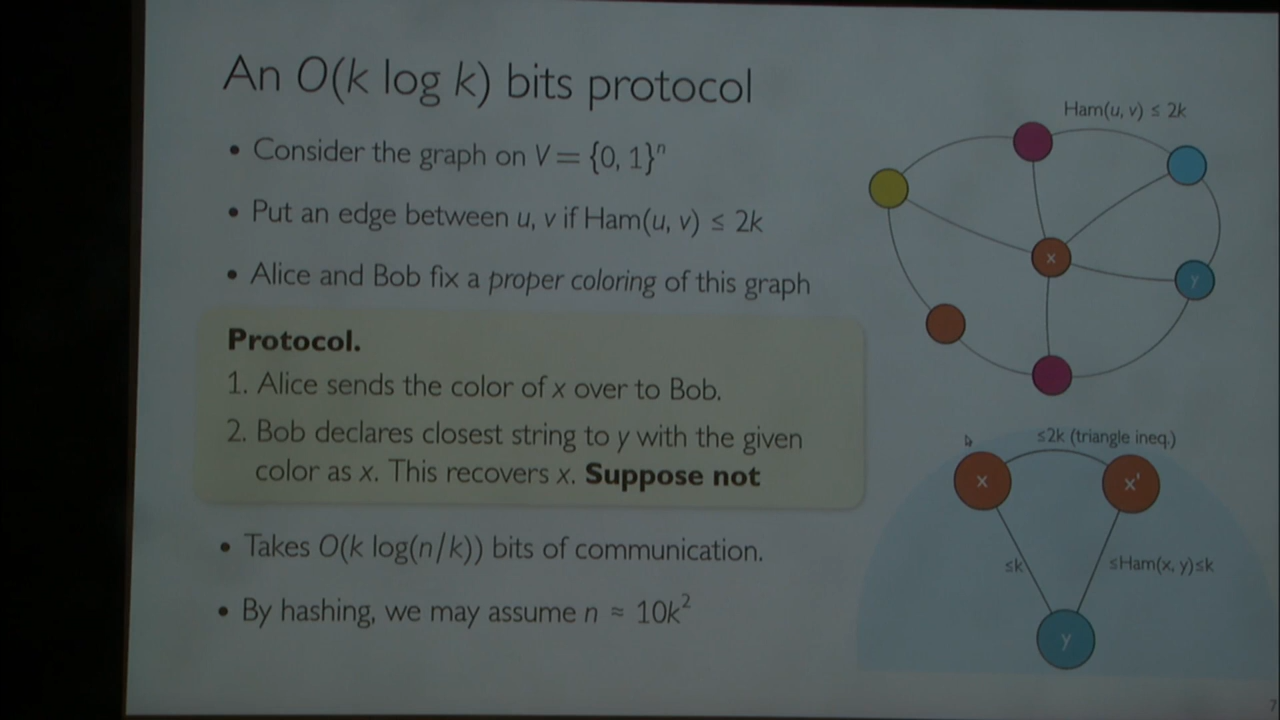 An O(k log k) bits protocol
• Consider the graph on V = {0, 1}ⁿ
• Put an edge between u, v if Ham(u, v) ≤ 2k
• Alice and Bob fix a proper coloring of this graph
Protocol.
1. Alice sends the color of x over to Bob.
2. Bob declares closest string to y with the given
color as x. This recovers x. Suppose not
• Takes O(k log(n/k)) bits of communication.
• By hashing, we may assume n ≈ 10k²
Ham(u, v) ≤ 2k
x
y
≤2k (triangle ineq.)
x
x'
≤k
≤Ham(x, y)≤k
y
7